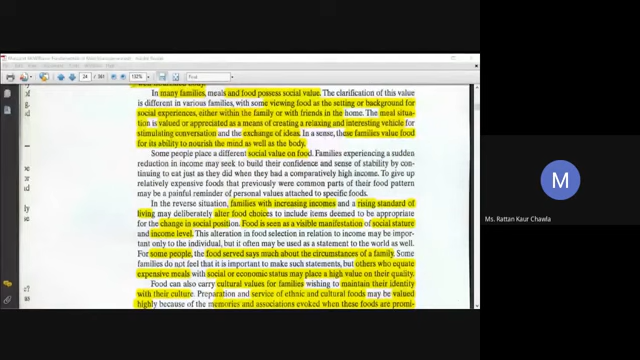 24 / 361
132%
Find
In many families, meals and food possess social value. The clarification of this value
is different in various families, with some viewing food as the setting or background for
social experiences, either within the family or with friends in the home. The meal situa-
tion is valued or appreciated as a means of creating a relaxing and interesting vehicle for
stimulating conversation and the exchange of ideas. In a sense, these families value food
for its ability to nourish the mind as well as the body.
Some people place a different social value on food. Families experiencing a sudden
reduction in income may seek to build their confidence and sense of stability by con-
tinuing to eat just as they did when they had a comparatively high income. To give up
relatively expensive foods that previously were common parts of their food pattern
may be a painful reminder of personal values attached to specific foods.
In the reverse situation, families with increasing incomes and a rising standard of
living may deliberately alter food choices to include items deemed to be appropriate
for the change in social position. Food is seen as a visible manifestation of social stature
and income level. This alteration in food selection in relation to income may be impor-
tant only to the individual, but it often may be used as a statement to the world as well.
For some people, the food served says much about the circumstances of a family. Some
families do not feel that it is important to make such statements, but others who equate
expensive meals with social or economic status may place a high value on their quality.
Food can also carry cultural values for families wishing to maintain their identity
with their culture. Preparation and service of ethnic and cultural foods may be valued
highly because of the memories and associations evoked when these foods are promi-
M
Ms. Rattan Kaur Chawla